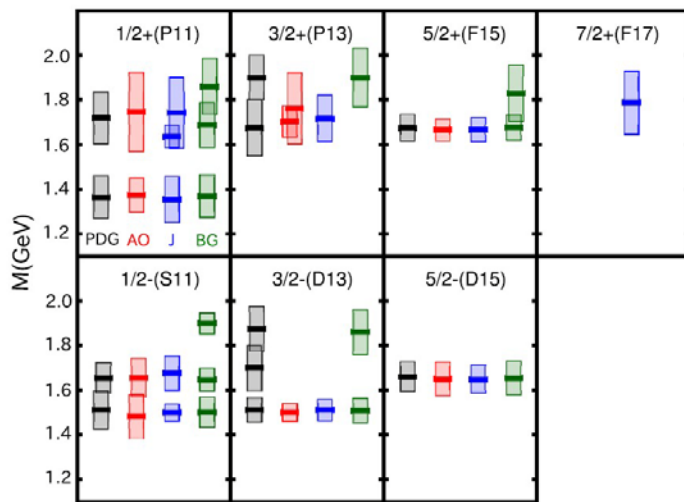 1/2+(P11) 3/2+(P13) 5/2+(F15) 7/2+(F17)
2.0
1.8
1.6
1.4
1.2
PDG AO J BG
M(GeV)
1/2-(S11) 3/2-(D13) 5/2-(D15)
2.0
1.8
1.6
1.4
1.2